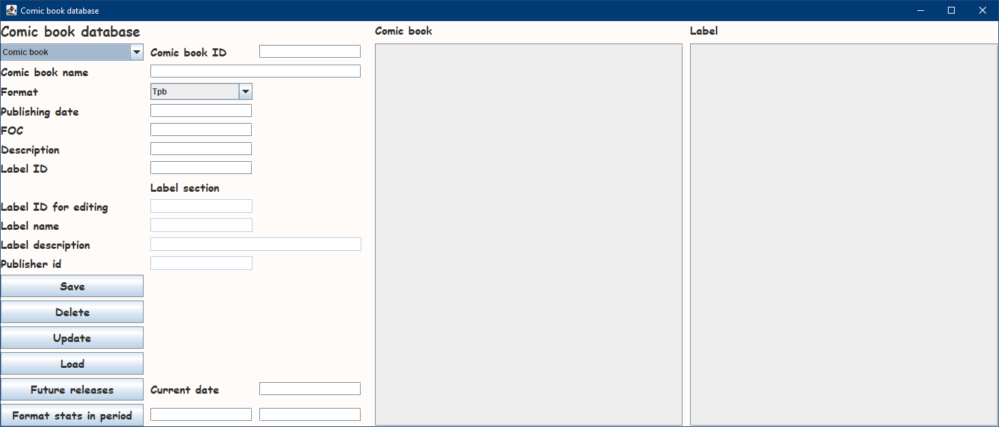 Comic book database
Comic book database
Comic book
Comic book ID
Comic book name
Format
Tpb
Publishing date
FOC
Description
Label ID
Label section
Label ID for editing
Label name
Label description
Publisher id
Save
Delete
Update
Load
Future releases
Current date
Format stats in period
Comic book
Label